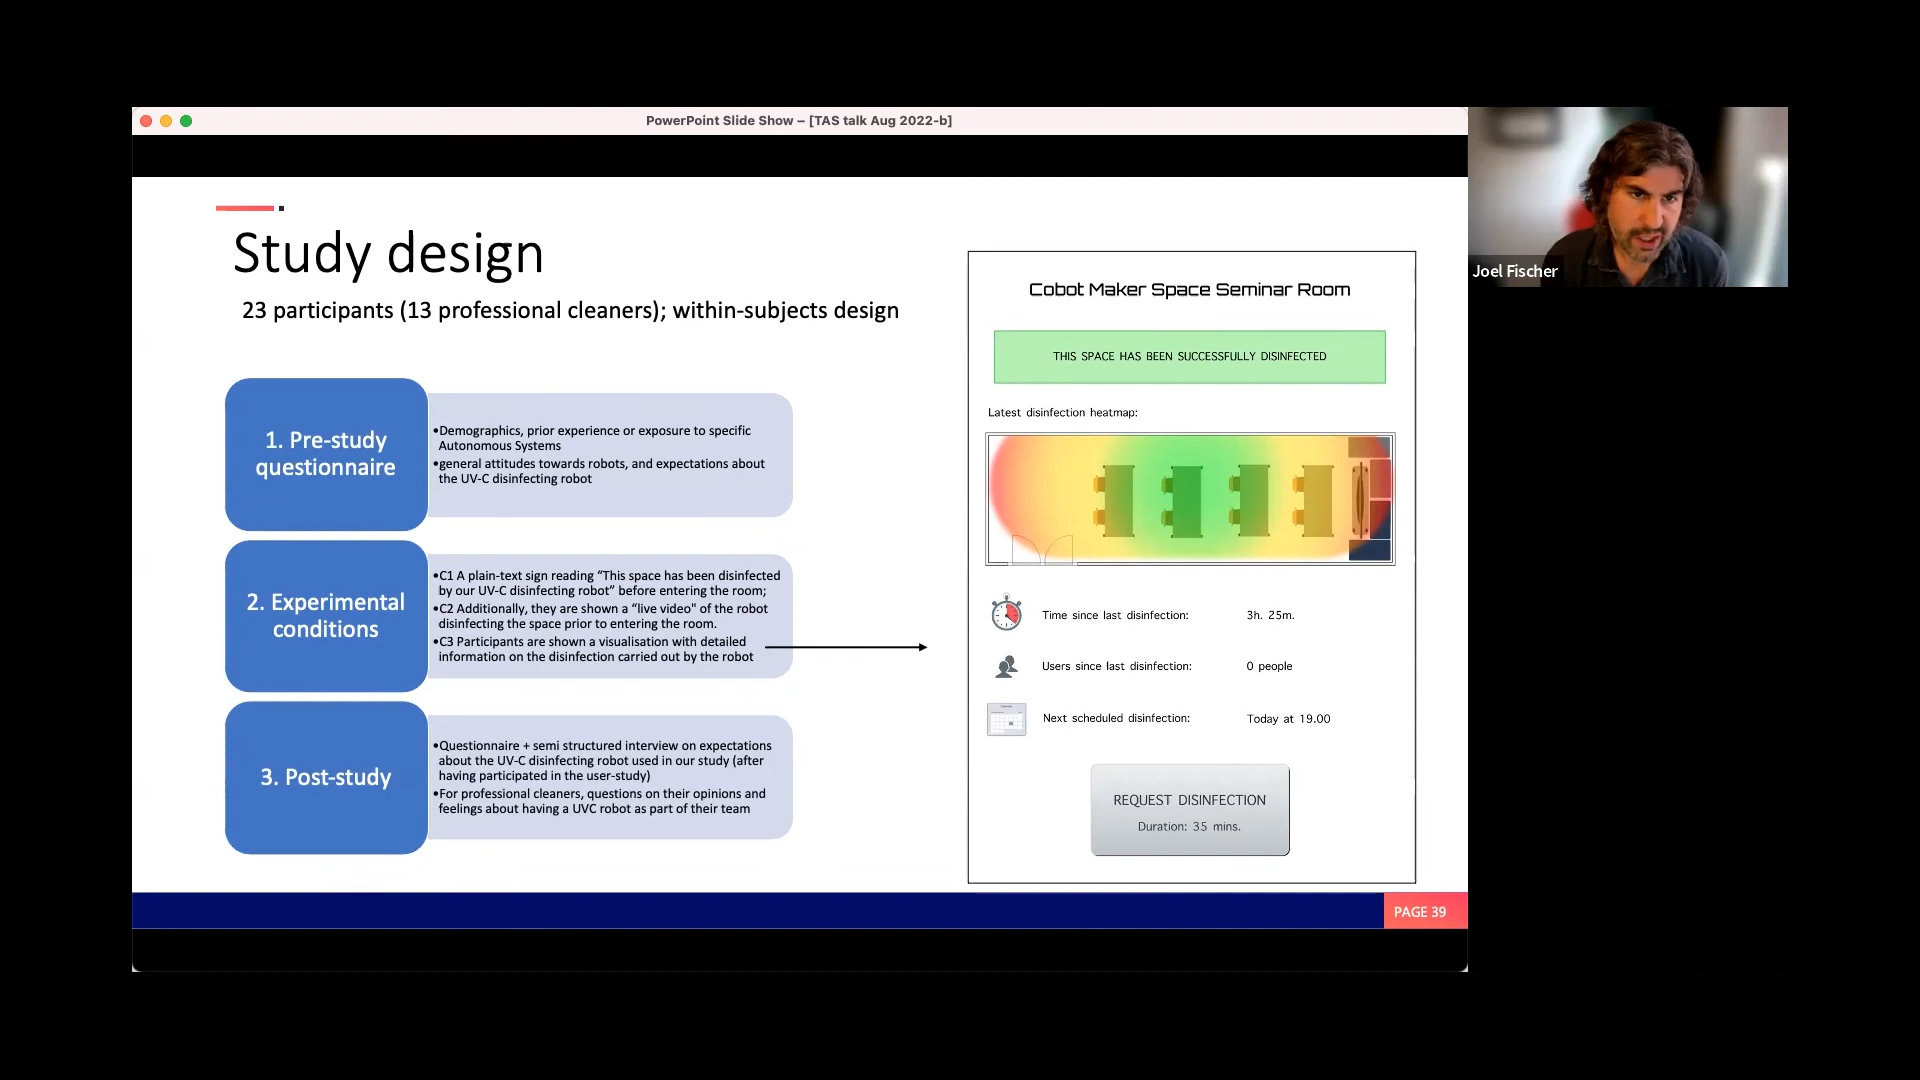 PowerPoint Slide Show – [TAS talk Aug 2022-b]
Joel Fischer
Study design
23 participants (13 professional cleaners); within-subjects design
1. Pre-study
questionnaire
•Demographics, prior experience or exposure to specific
Autonomous Systems
•general attitudes towards robots, and expectations about
the UV-C disinfecting robot
2. Experimental
conditions
•C1 A plain-text sign reading “This space has been disinfected
by our UV-C disinfecting robot” before entering the room;
•C2 Additionally, they are shown a “live video" of the robot
disinfecting the space prior to entering the room.
•C3 Participants are shown a visualisation with detailed
information on the disinfection carried out by the robot
3. Post-study
•Questionnaire + semi structured interview on expectations
about the UV-C disinfecting robot used in our study (after
having participated in the user-study)
•For professional cleaners, questions on their opinions and
feelings about having a UVC robot as part of their team
Cobot Maker Space Seminar Room
THIS SPACE HAS BEEN SUCCESSFULLY DISINFECTED
Latest disinfection heatmap:
Time since last disinfection: 3h. 25m.
Users since last disinfection: 0 people
Next scheduled disinfection: Today at 19.00
REQUEST DISINFECTION
Duration: 35 mins.
PAGE 39